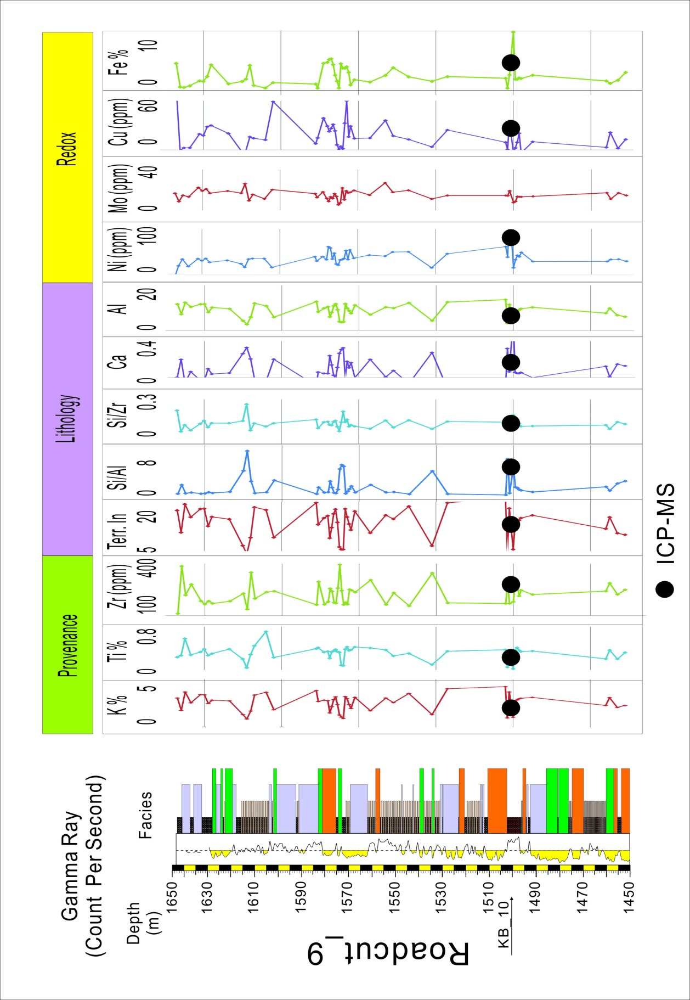 Roadcut_9
Depth
(m)
Gamma Ray
(Count Per Second)
Facies
Provenance
Lithology
Redox
K %
0
5
Ti %
0
0.8
Zr (ppm)
100
400
Terr. In
5
20
Si/Al
0
8
Si/Zr
0
0.3
Ca
0
0.4
Al
0
20
Ni (ppm)
0
100
Mo (ppm)
0
40
Cu (ppm)
0
60
Fe %
0
10
1650
1630
1610
1590
1570
1550
1530
1510
1490
1470
1450
KB_10
ICP-MS